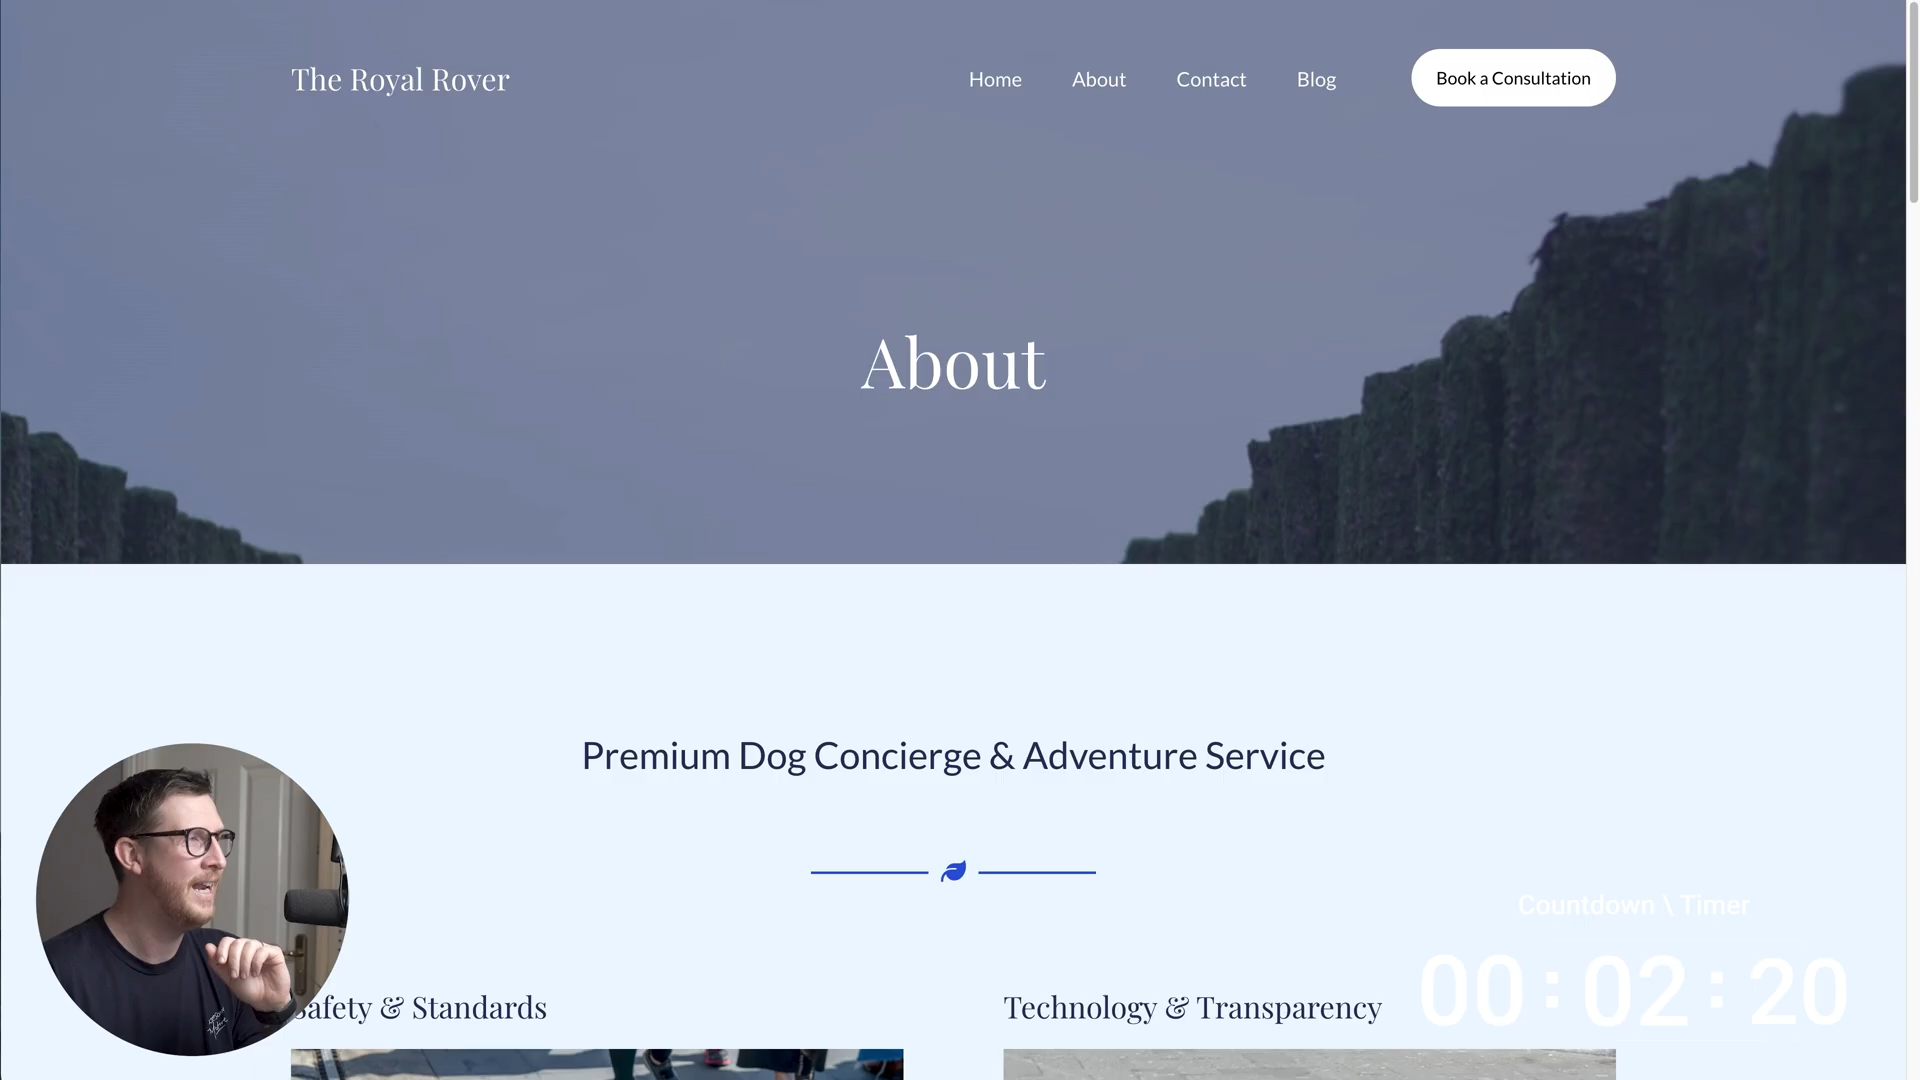 The Royal Rover
Home
About
Contact
Blog
Book a Consultation
About
Premium Dog Concierge & Adventure Service
Safety & Standards
Technology & Transparency
Countdown \ Timer
00 : 02 : 20